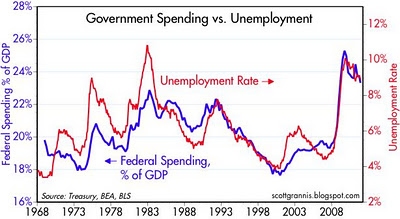 Government Spending vs. Unemployment
Federal Spending % of GDP
28%
26%
24%
22%
20%
18%
16%
Unemployment Rate →
← Federal Spending,
% of GDP
Source: Treasury, BEA, BLS
scottgrannis.blogspot.com
12%
10%
8%
6%
4%
2%
Unemployment Rate
1968 1973 1978 1983 1988 1993 1998 2003 2008